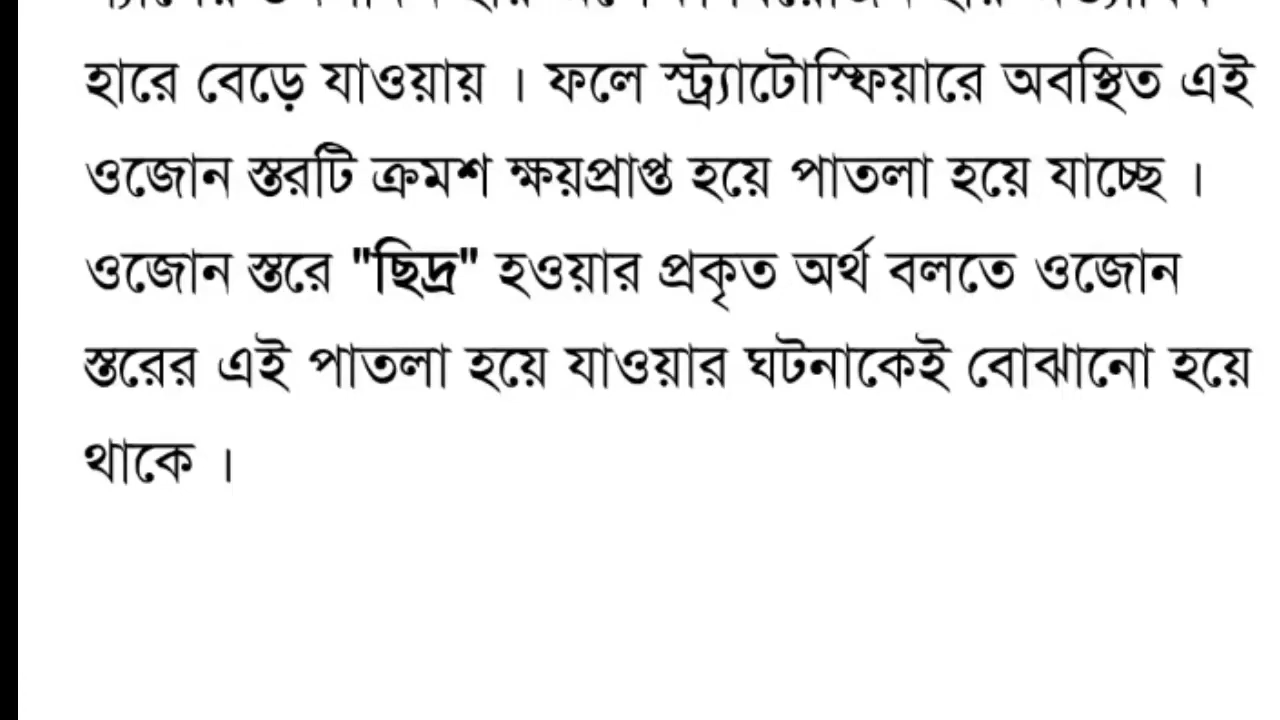 হারে বেড়ে যাওয়ায় । ফলে স্ট্র্যাটোস্ফিয়ারে অবস্থিত এই
ওজোন স্তরটি ক্রমশ ক্ষয়প্রাপ্ত হয়ে পাতলা হয়ে যাচ্ছে ।
ওজোন স্তরে "ছিদ্র" হওয়ার প্রকৃত অর্থ বলতে ওজোন
স্তরের এই পাতলা হয়ে যাওয়ার ঘটনাকেই বোঝানো হয়ে
থাকে ।